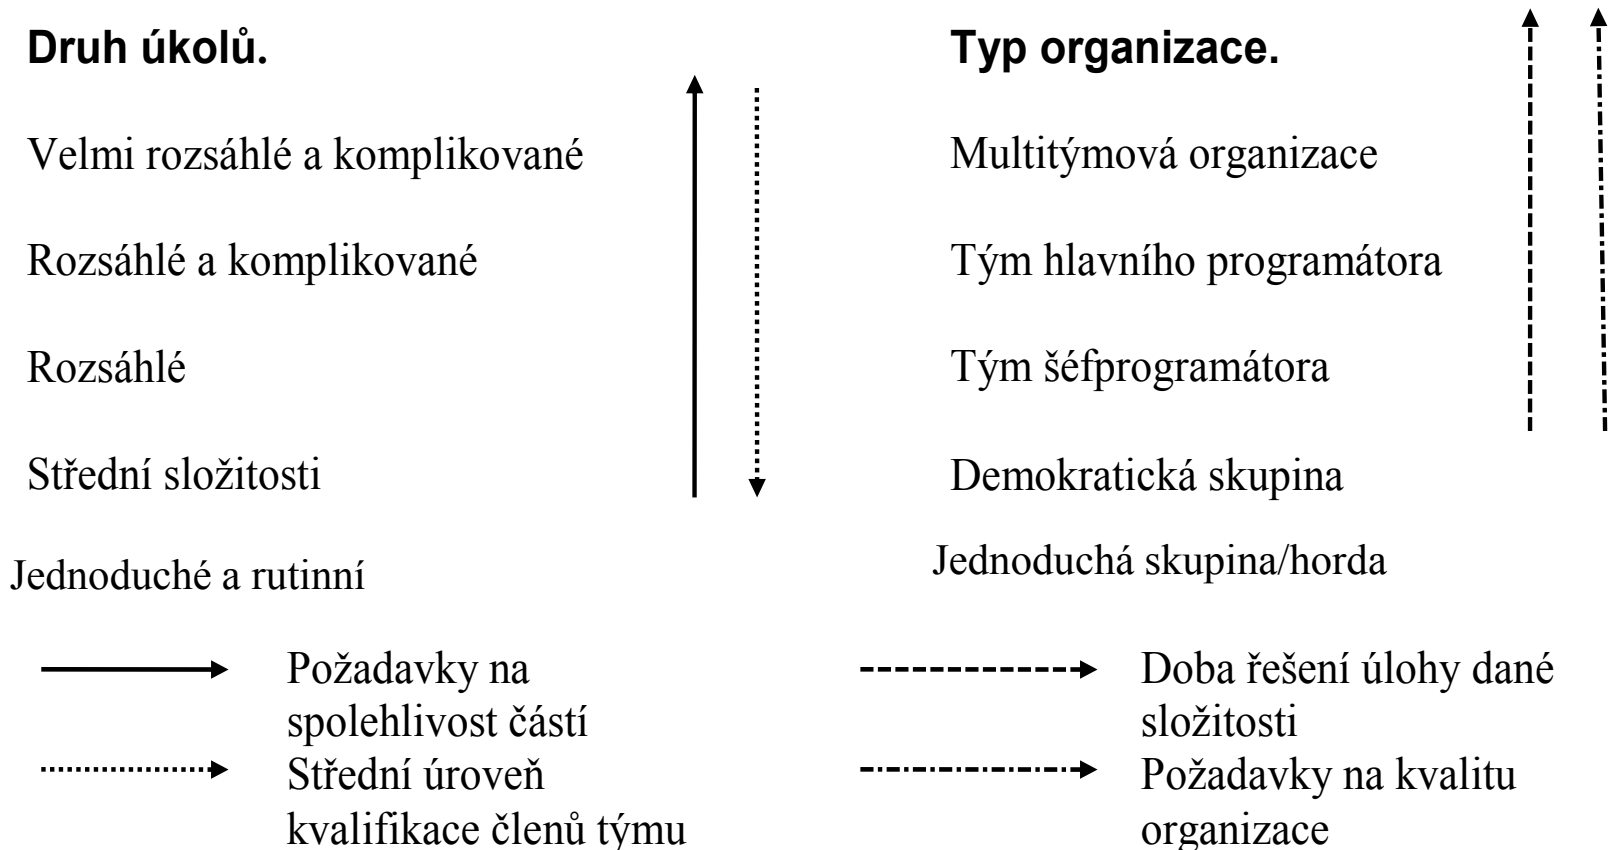 Druh úkolů.
Typ organizace.
Velmi rozsáhlé a komplikované
Multitýmová organizace
Rozsáhlé a komplikované
Tým hlavního programátora
Rozsáhlé
Tým šéfprogramátora
Střední složitosti
Demokratická skupina
Jednoduché a rutinní
Jednoduchá skupina/horda
Požadavky na
spolehlivost částí
Střední úroveň
kvalifikace členů týmu
Doba řešení úlohy dané
složitosti
Požadavky na kvalitu
organizace